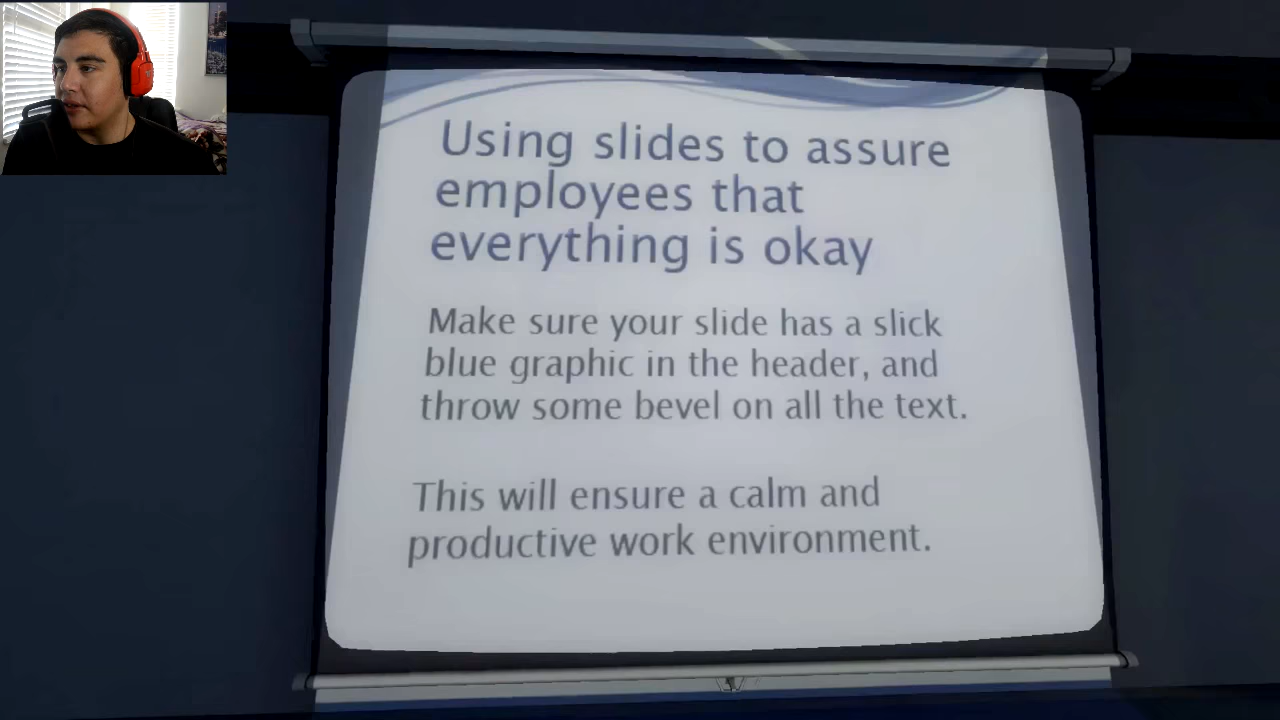 Using slides to assure
employees that
everything is okay
Make sure your slide has a slick
blue graphic in the header, and
throw some bevel on all the text.
This will ensure a calm and
productive work environment.